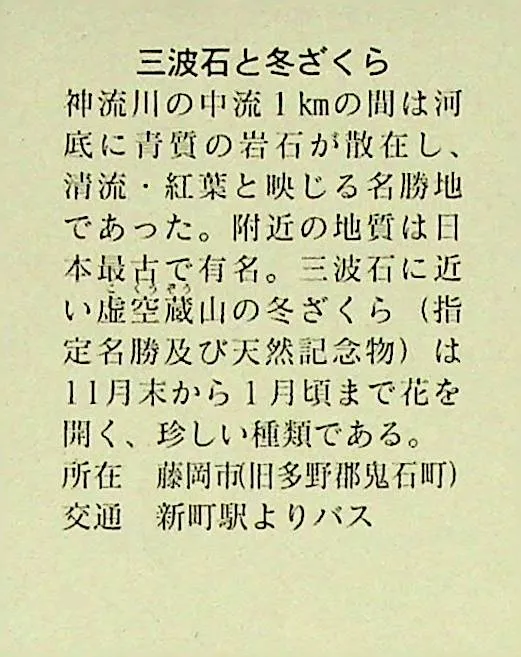 三波石と冬ざくら
神流川の中流1kmの間は河
底に青質の岩石が散在し、
清流・紅葉と映じる名勝地
であった。附近の地質は日
本最古で有名。三波石に近
い虚空蔵山の冬ざくら（指
定名勝及び天然記念物）は
11月末から1月頃まで花を
開く、珍しい種類である。
所在　藤岡市(旧多野郡鬼石町)
交通　新町駅よりバス